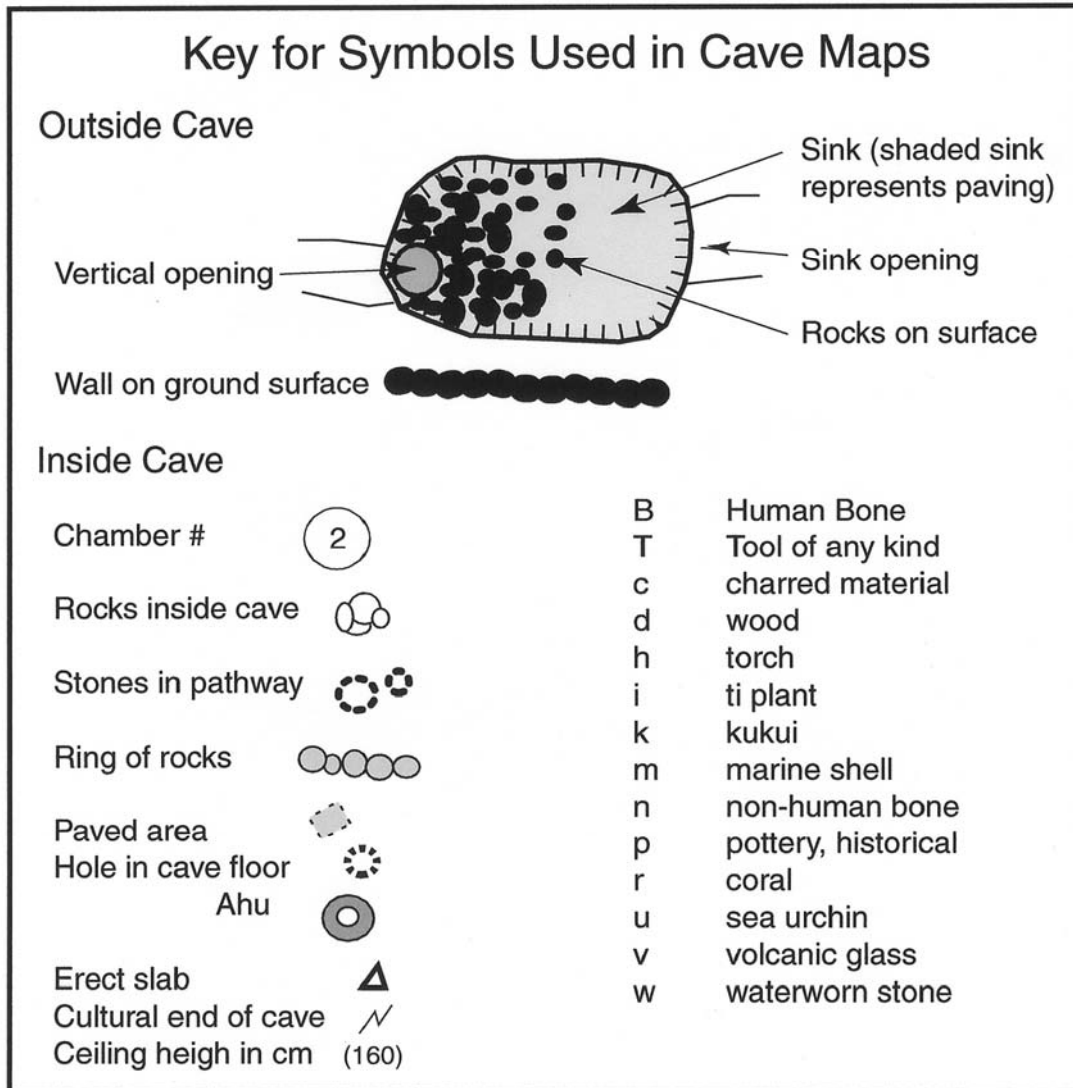 Key for Symbols Used in Cave Maps
Outside Cave
Sink (shaded sink
represents paving)
Vertical opening
Sink opening
Rocks on surface
Wall on ground surface
Inside Cave
Chamber # 2
Rocks inside cave
Stones in pathway
Ring of rocks
Paved area
Hole in cave floor
Ahu
Erect slab
Cultural end of cave
Ceiling heigh in cm (160)
B Human Bone
T Tool of any kind
c charred material
d wood
h torch
i ti plant
k kukui
m marine shell
n non-human bone
p pottery, historical
r coral
u sea urchin
v volcanic glass
w waterworn stone